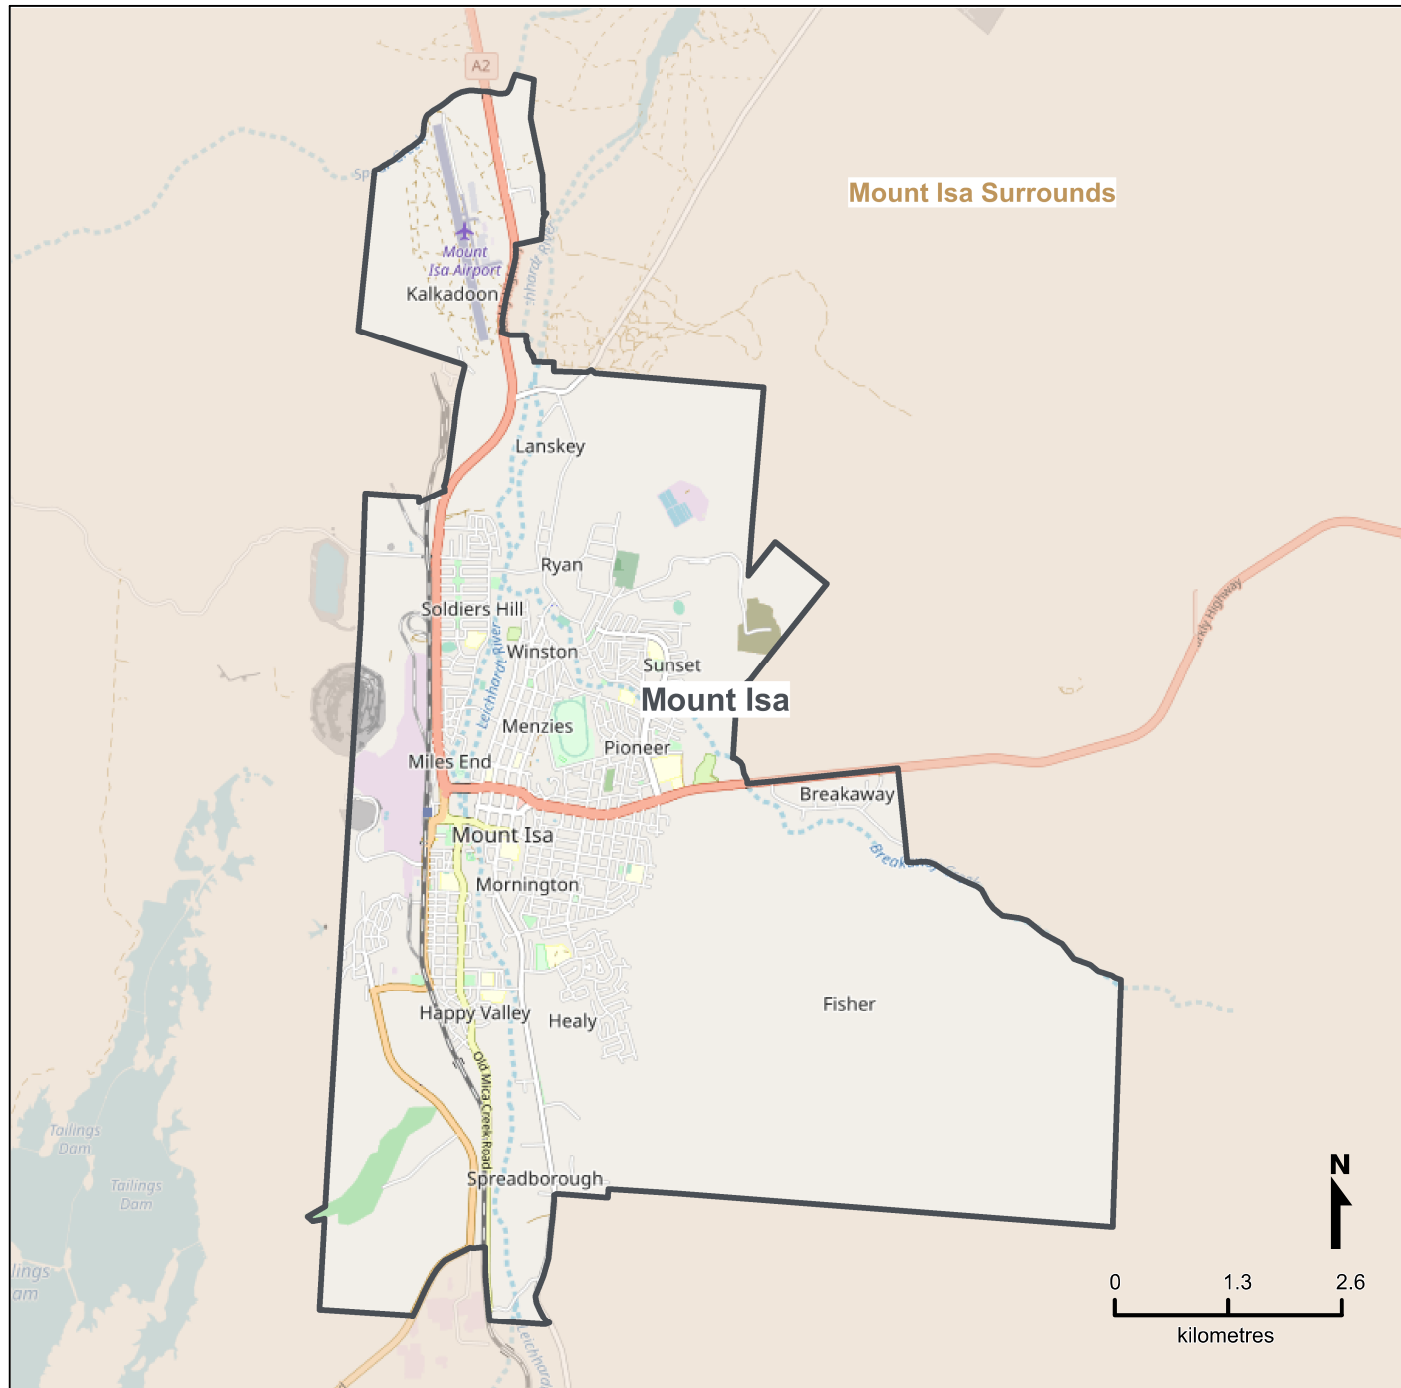 A2
Mount Isa Surrounds
Mount
Isa Airport
Kalkadoon
Lanskey
Ryan
Soldiers Hill
Leichhardt River
Winston
Sunset
Mount Isa
Menzies
Pioneer
Miles End
Breakaway
Mount Isa
Mornington
Fisher
Happy Valley
Healy
Old Mica Creek Road
Tailings
Dam
Tailings
Dam
Spreadborough
N
0 1.3 2.6
kilometres